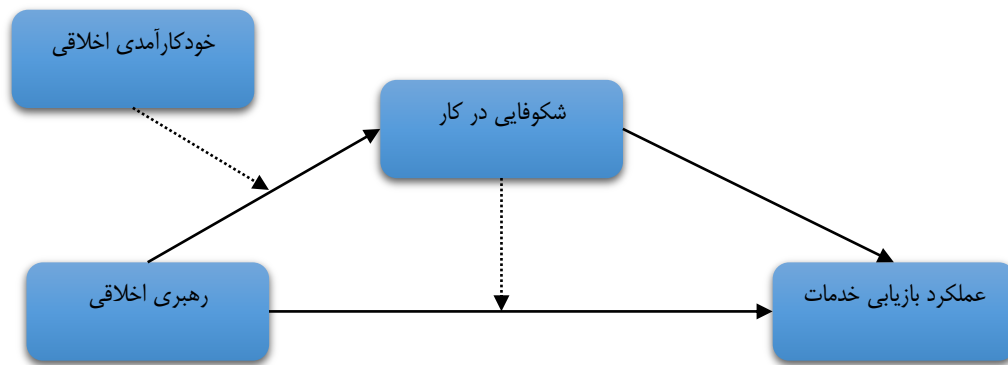 خودکارآمدی اخلاقی
شکوفایی در کار
رهبری اخلاقی
عملکرد بازیابی خدمات